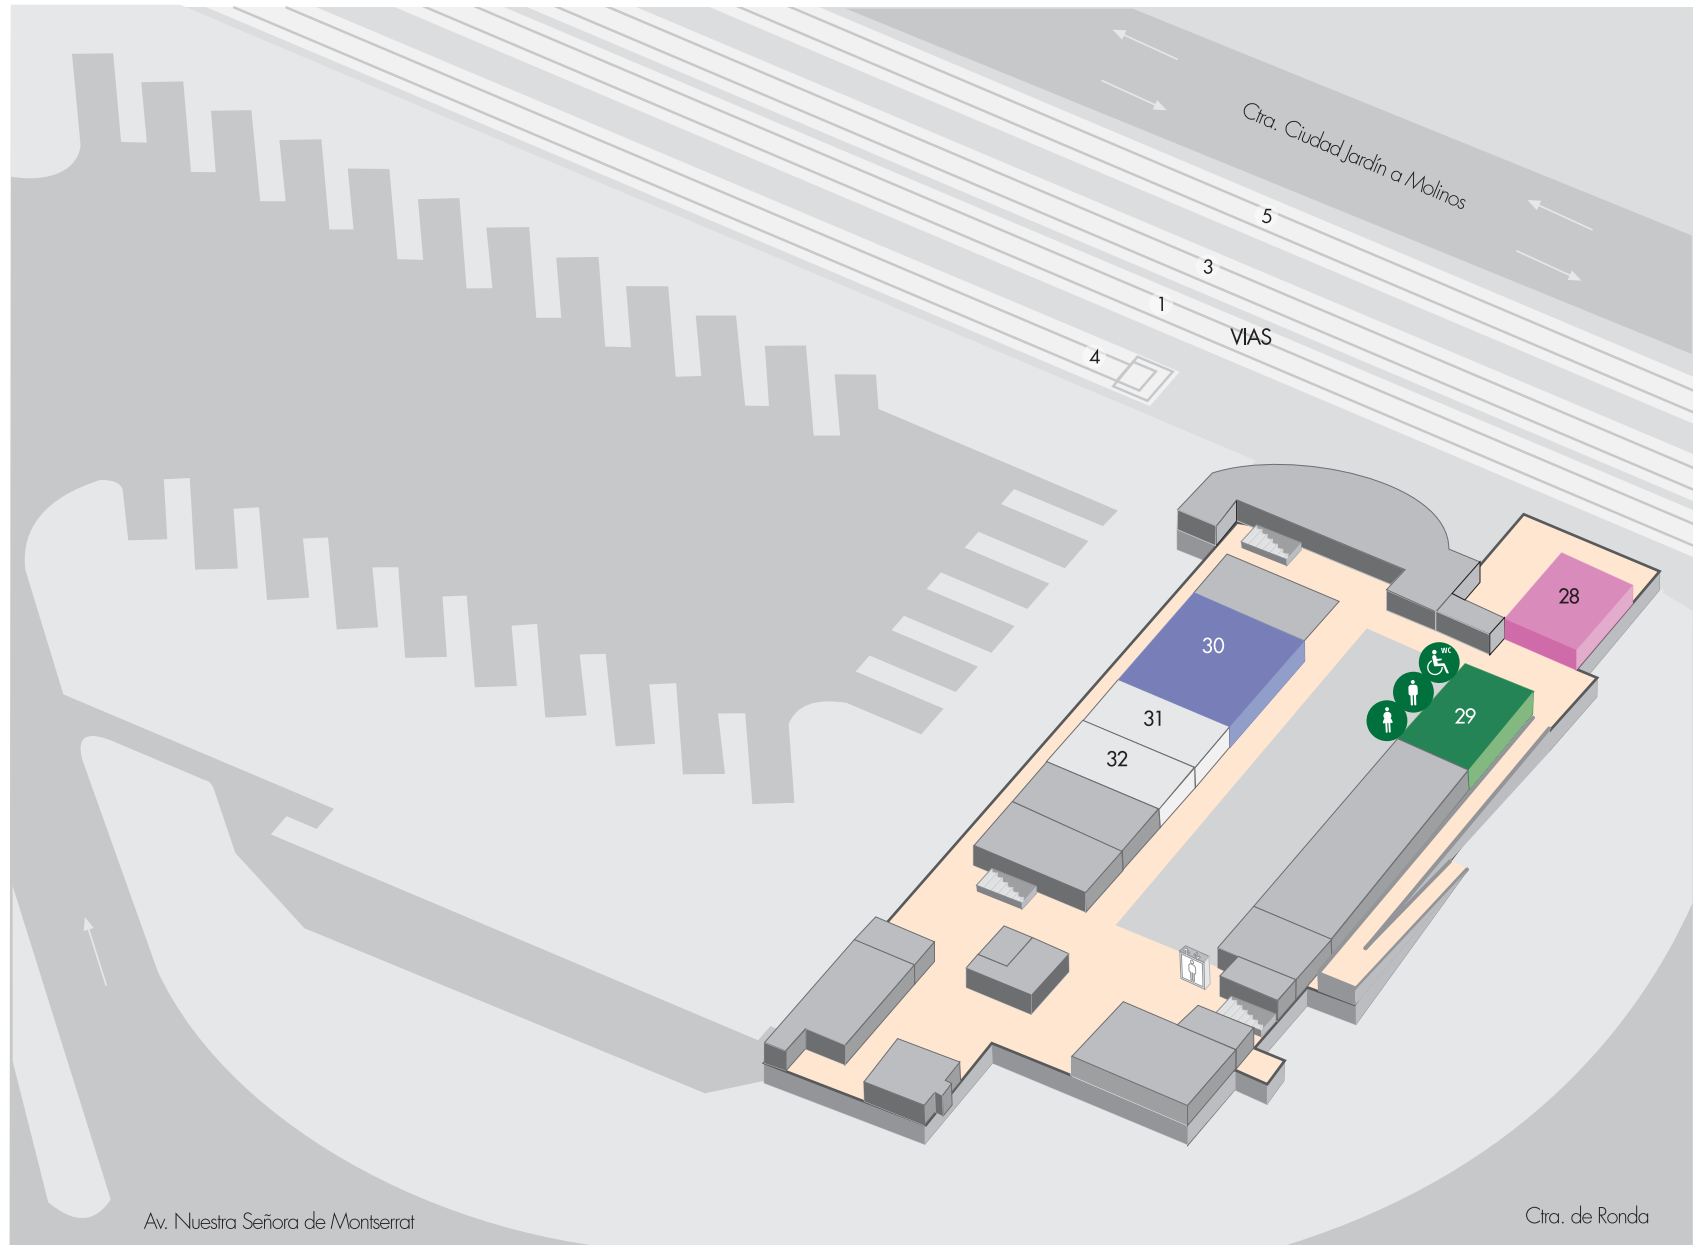 Ctra. Ciudad Jardín a Molinos
5
3
1
VIAS
4
28
30
WC
31
29
32
Av. Nuestra Señora de Montserrat
Ctra. de Ronda